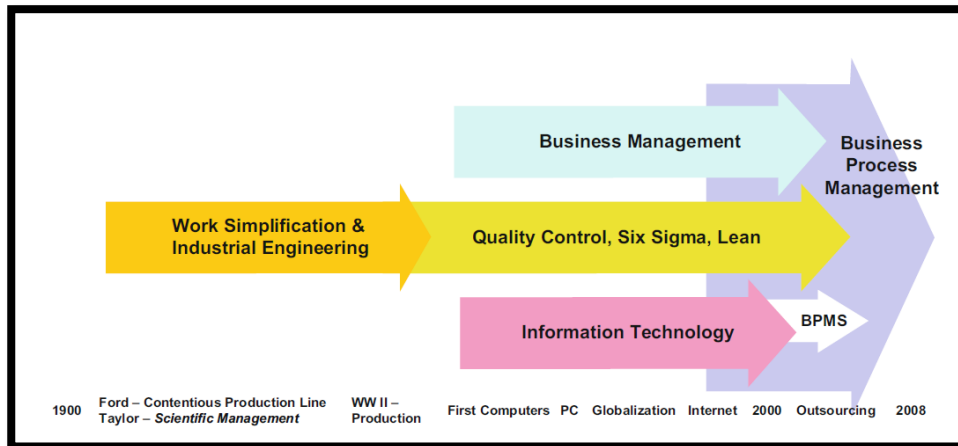 Business Management
Business
Process
Management
Work Simplification &
Industrial Engineering
Quality Control, Six Sigma, Lean
Information Technology
BPMS
1900
Ford – Contentious Production Line
Taylor – Scientific Management
WW II –
Production
First Computers PC Globalization Internet 2000 Outsourcing 2008